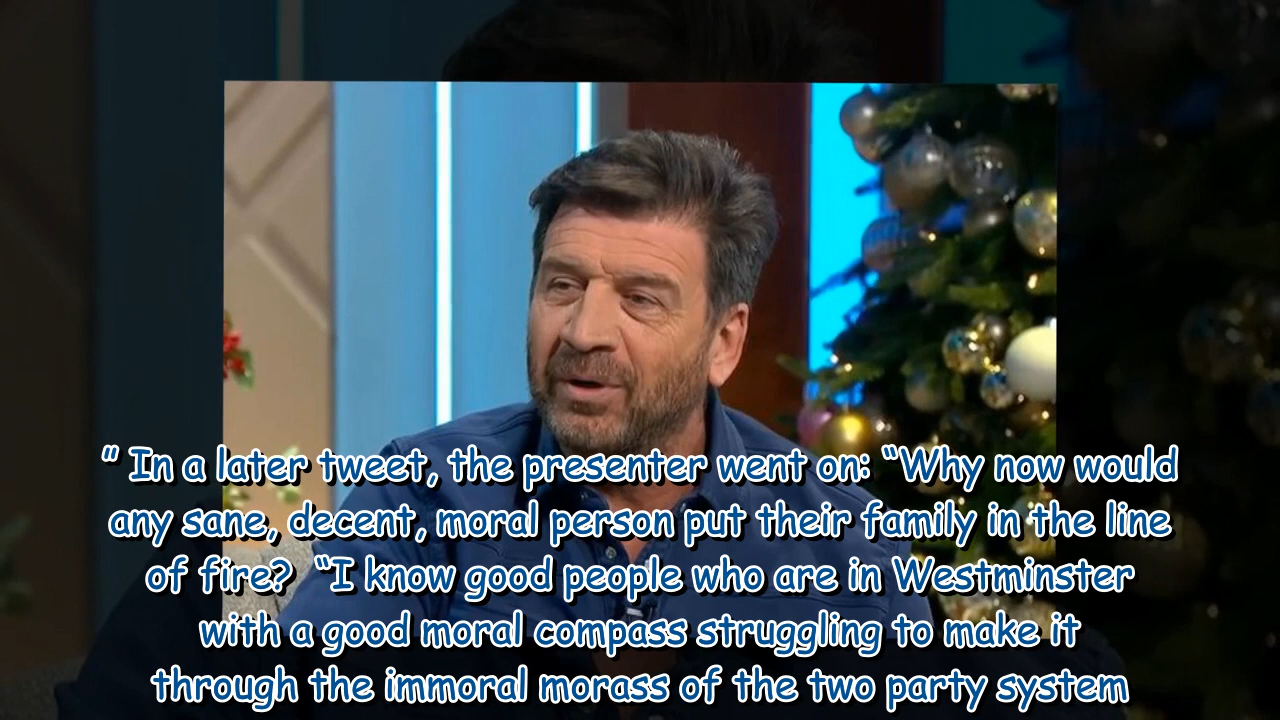 ” In a later tweet, the presenter went on: “Why now would
any sane, decent, moral person put their family in the line
of fire?  “I know good people who are in Westminster
with a good moral compass struggling to make it
through the immoral morass of the two party system